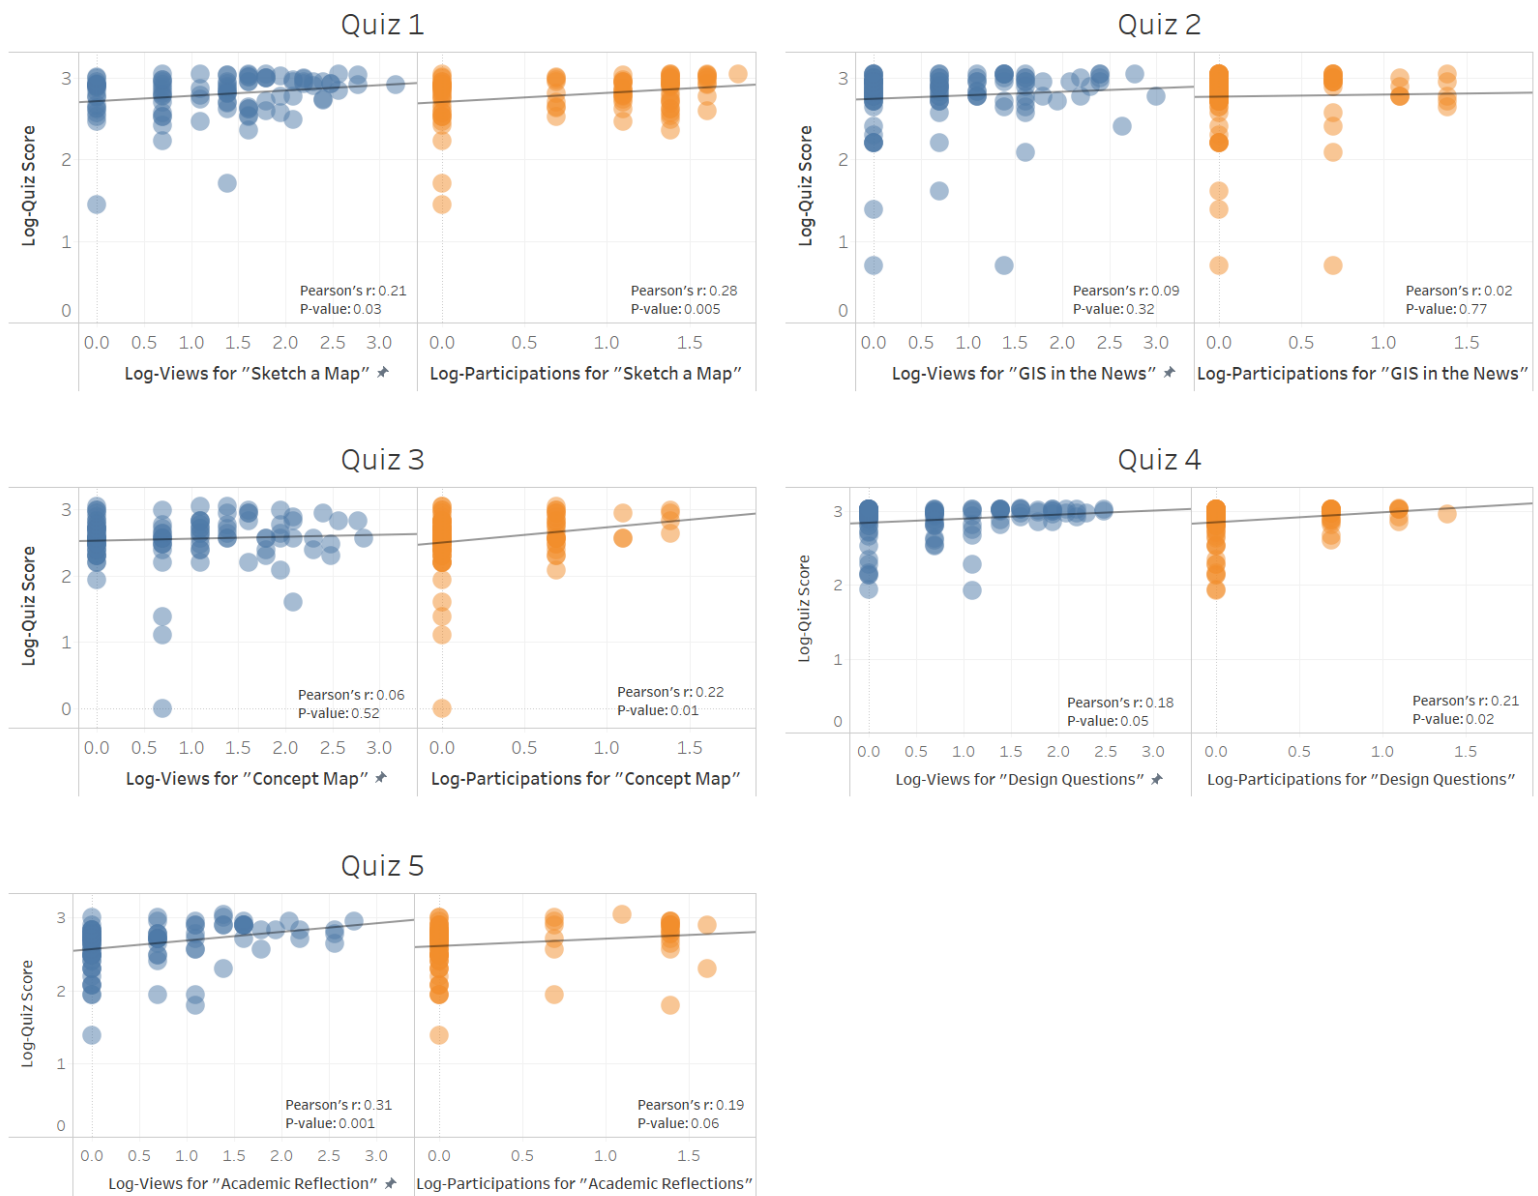 Quiz 1
Log-Quiz Score
3
2
1
0
Pearson's r: 0.21
P-value: 0.03
Pearson's r: 0.28
P-value: 0.005
0.0 0.5 1.0 1.5 2.0 2.5 3.0 0.0 0.5 1.0 1.5
Log-Views for "Sketch a Map" Log-Participations for "Sketch a Map"
Quiz 2
Log-Quiz Score
3
2
1
0
Pearson's r: 0.09
P-value: 0.32
Pearson's r: 0.02
P-value: 0.77
0.0 0.5 1.0 1.5 2.0 2.5 3.0 0.0 0.5 1.0 1.5
Log-Views for "GIS in the News" Log-Participations for "GIS in the News"
Quiz 3
Log-Quiz Score
3
2
1
0
Pearson's r: 0.06
P-value: 0.52
Pearson's r: 0.22
P-value: 0.01
0.0 0.5 1.0 1.5 2.0 2.5 3.0 0.0 0.5 1.0 1.5
Log-Views for "Concept Map" Log-Participations for "Concept Map"
Quiz 4
Log-Quiz Score
3
2
1
0
Pearson's r: 0.18
P-value: 0.05
Pearson's r: 0.21
P-value: 0.02
0.0 0.5 1.0 1.5 2.0 2.5 3.0 0.0 0.5 1.0 1.5
Log-Views for "Design Questions" Log-Participations for "Design Questions"
Quiz 5
Log-Quiz Score
3
2
1
0
Pearson's r: 0.31
P-value: 0.001
Pearson's r: 0.19
P-value: 0.06
0.0 0.5 1.0 1.5 2.0 2.5 3.0 0.0 0.5 1.0 1.5
Log-Views for "Academic Reflection" Log-Participations for "Academic Reflections"